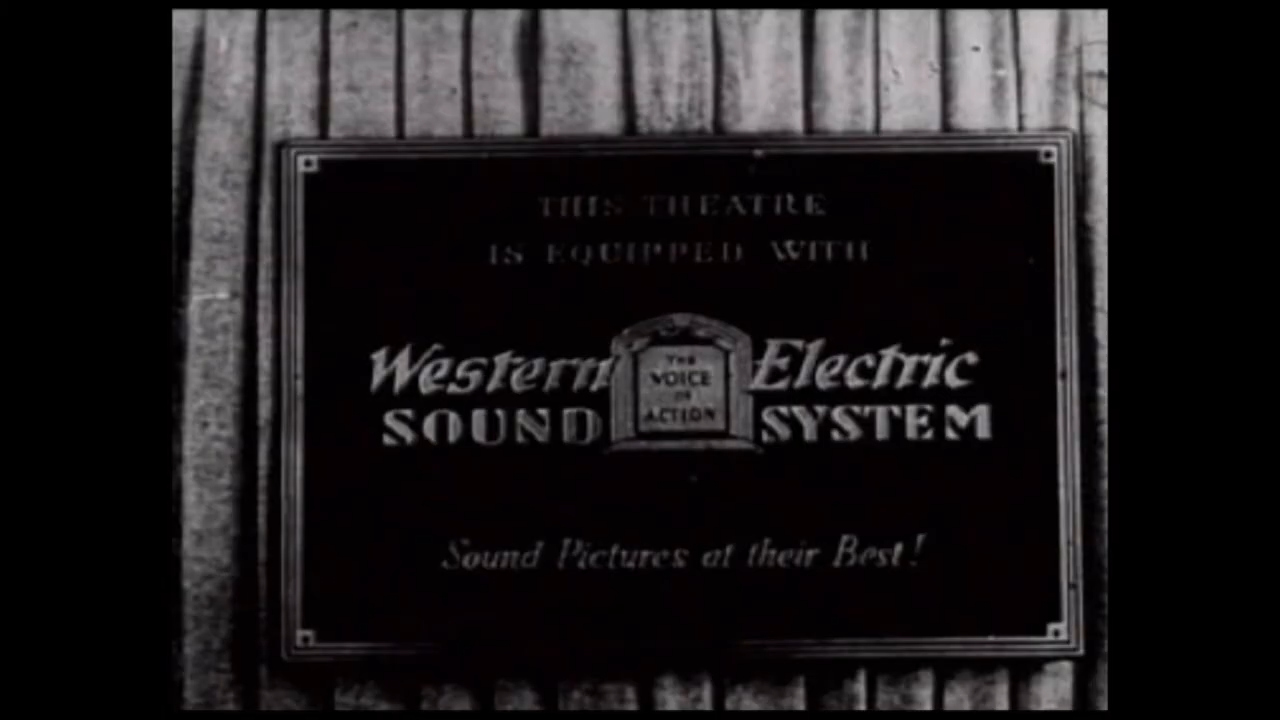 THIS THEATRE
IS EQUIPPED WITH
Western Electric
SOUND SYSTEM
THE
VOICE
OF
ACTION
Sound Pictures at their Best!